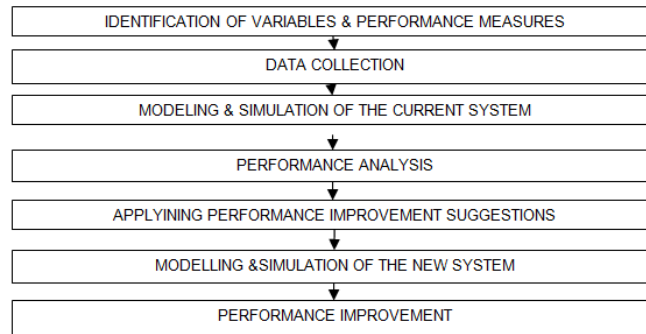 IDENTIFICATION OF VARIABLES & PERFORMANCE MEASURES
DATA COLLECTION
MODELING & SIMULATION OF THE CURRENT SYSTEM
PERFORMANCE ANALYSIS
APPLYINING PERFORMANCE IMPROVEMENT SUGGESTIONS
MODELLING &SIMULATION OF THE NEW SYSTEM
PERFORMANCE IMPROVEMENT